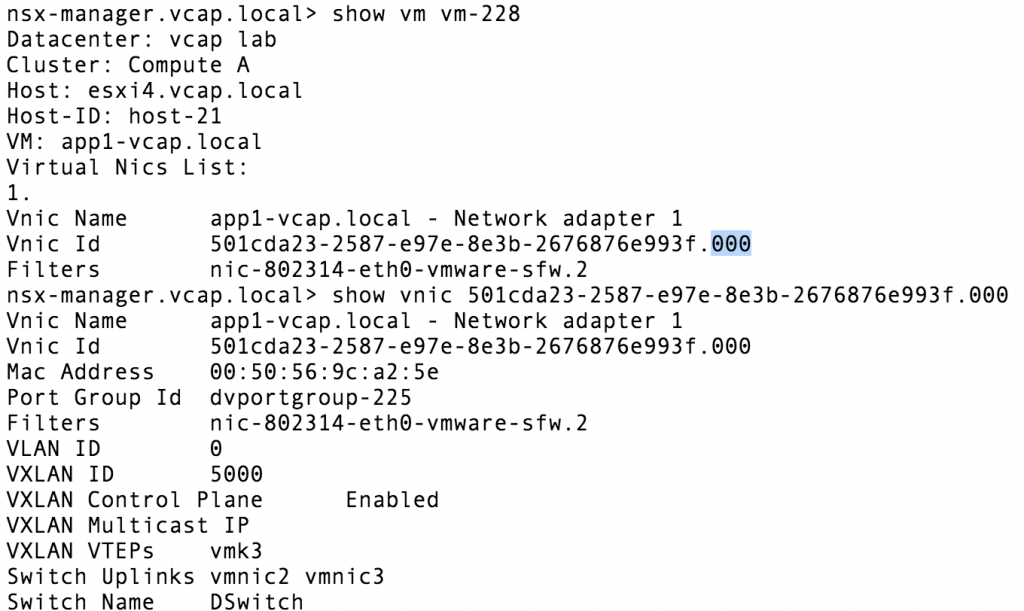 nsx-manager.vcap.local> show vm vm-228
Datacenter: vcap lab
Cluster: Compute A
Host: esxi4.vcap.local
Host-ID: host-21
VM: app1-vcap.local
Virtual Nics List:
1.
Vnic Name      app1-vcap.local - Network adapter 1
Vnic Id        501cda23-2587-e97e-8e3b-2676876e993f.000
Filters        nic-802314-eth0-vmware-sfw.2
nsx-manager.vcap.local> show vnic 501cda23-2587-e97e-8e3b-2676876e993f.000
Vnic Name      app1-vcap.local - Network adapter 1
Vnic Id        501cda23-2587-e97e-8e3b-2676876e993f.000
Mac Address    00:50:56:9c:a2:5e
Port Group Id  dvportgroup-225
Filters        nic-802314-eth0-vmware-sfw.2
VLAN ID        0
VXLAN ID       5000
VXLAN Control Plane      Enabled
VXLAN Multicast IP
VXLAN VTEPs    vmk3
Switch Uplinks vmnic2 vmnic3
Switch Name    DSwitch